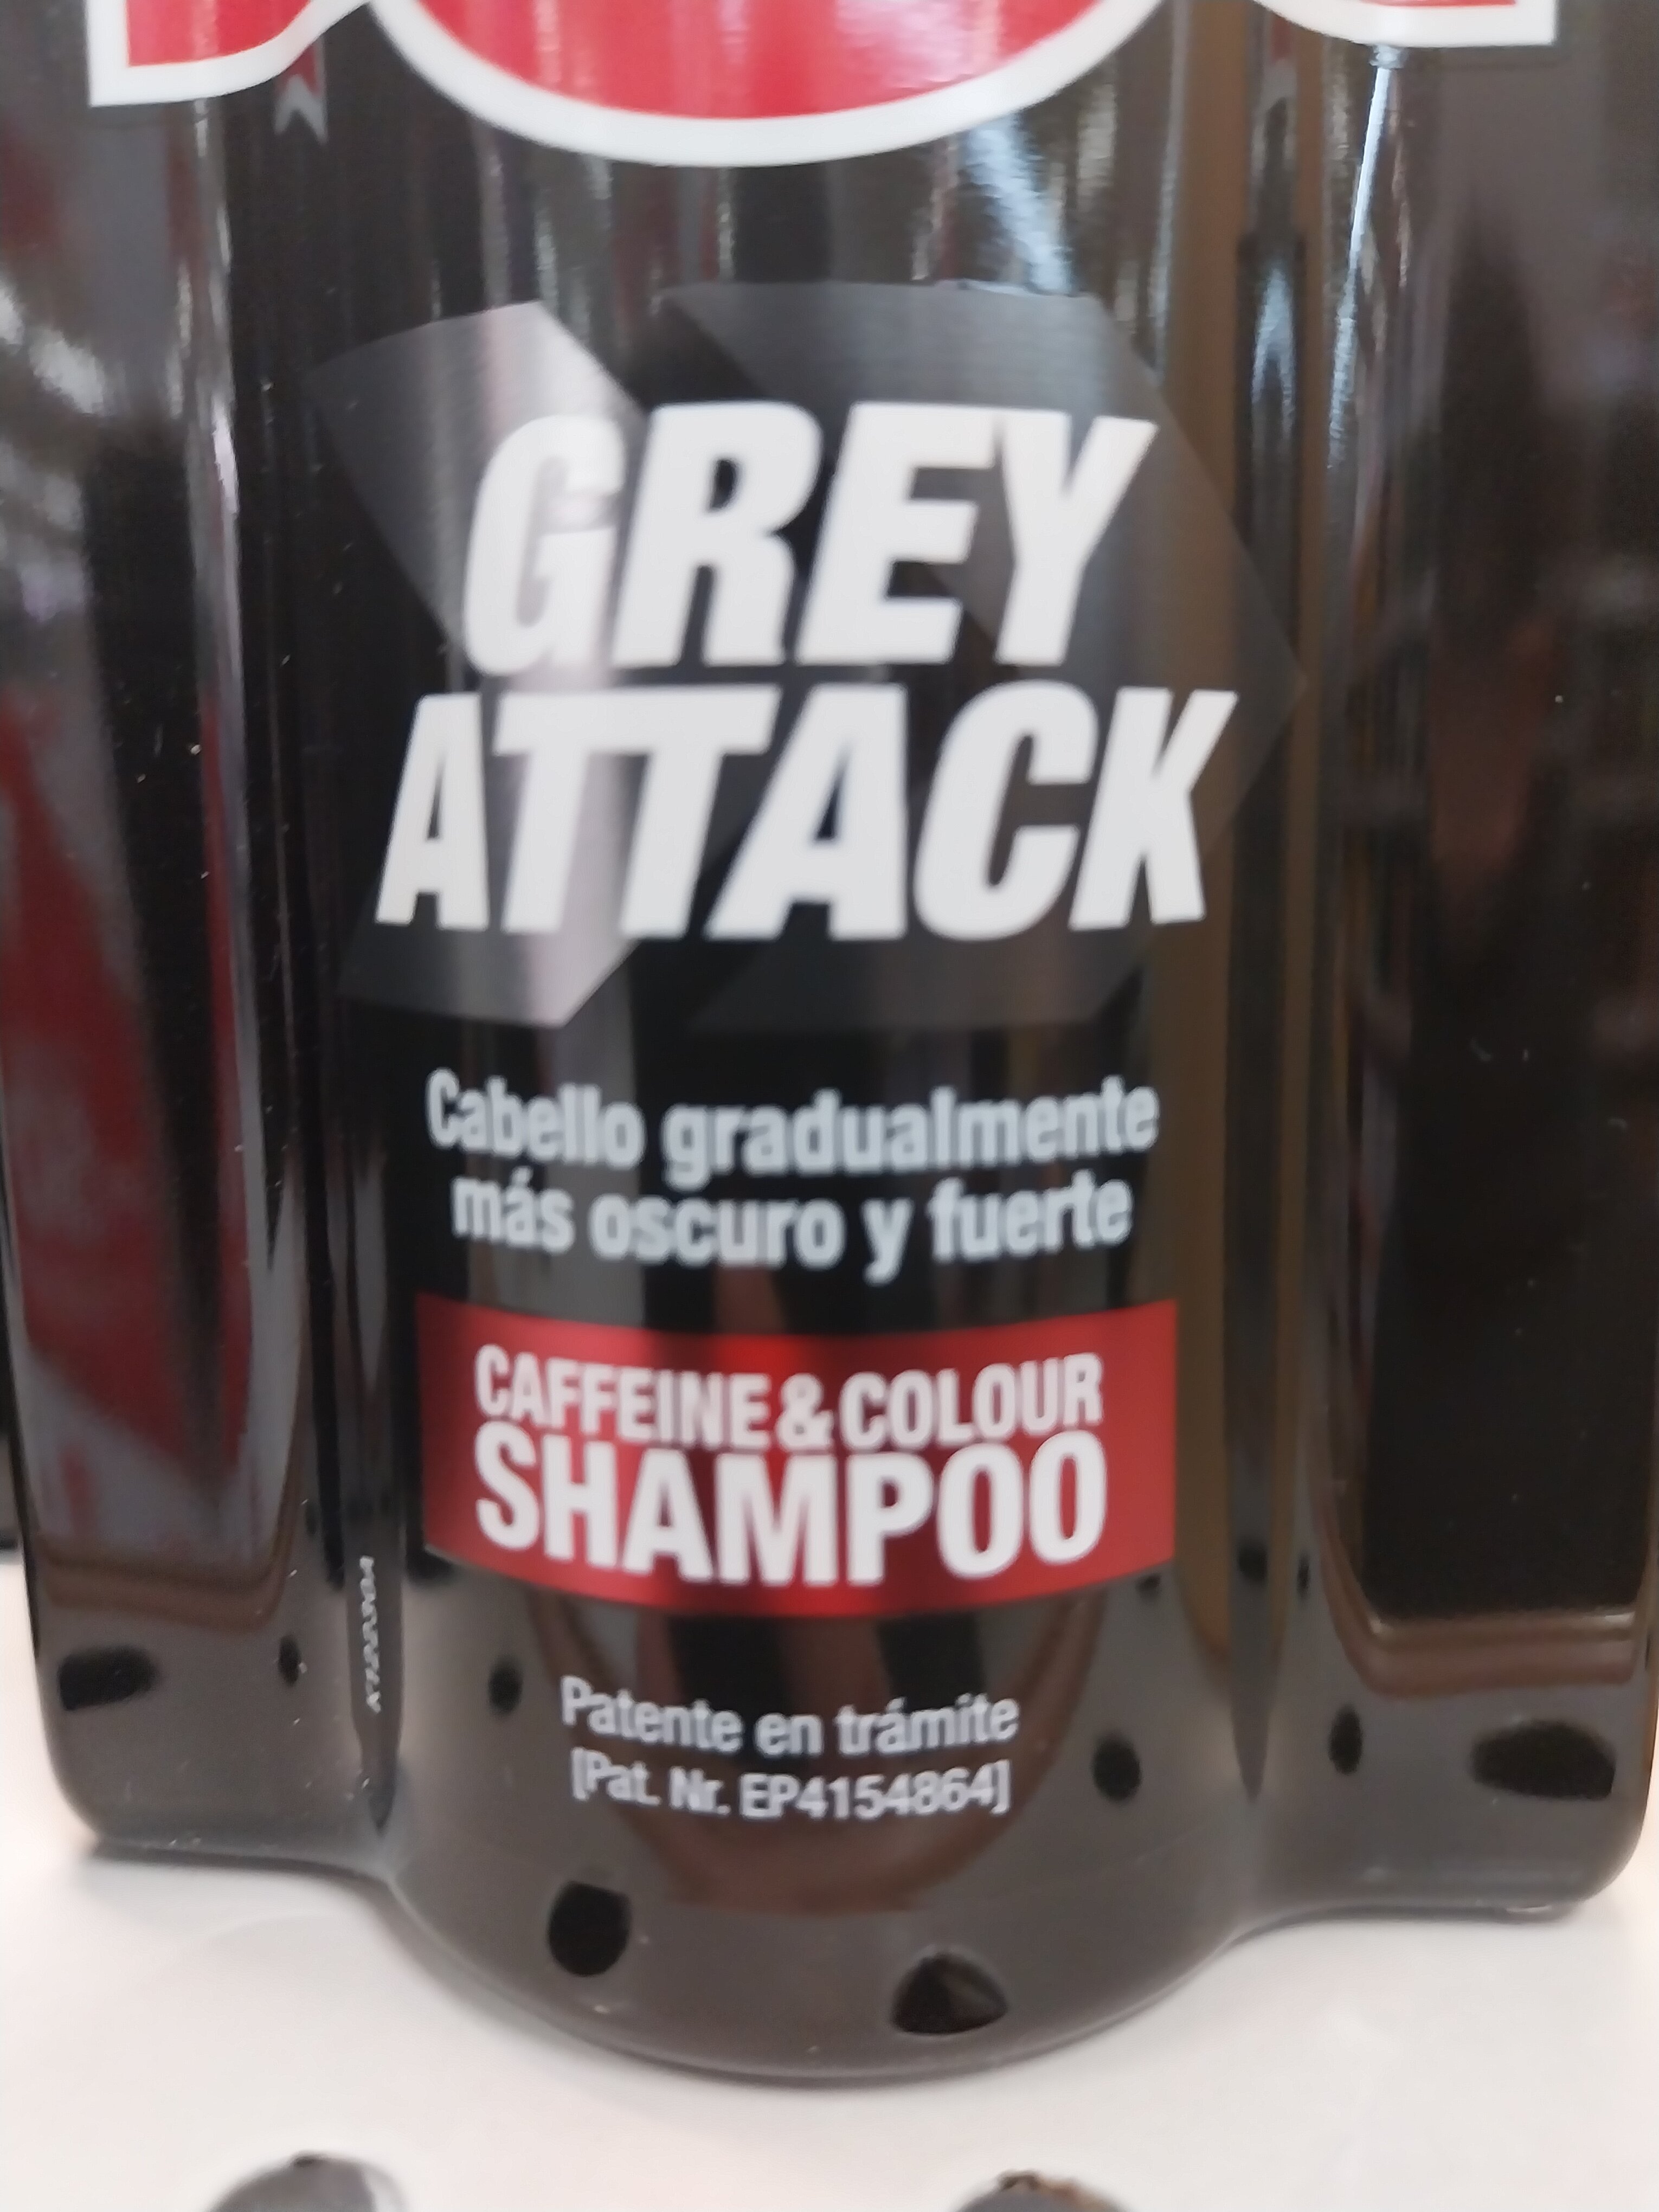 GREY
ATTACK
Cabello gradualmente
más oscuro y fuerte
CAFFEINE & COLOUR
SHAMPOO
Patente en trámite
[Pat. Nr. EP4154864]